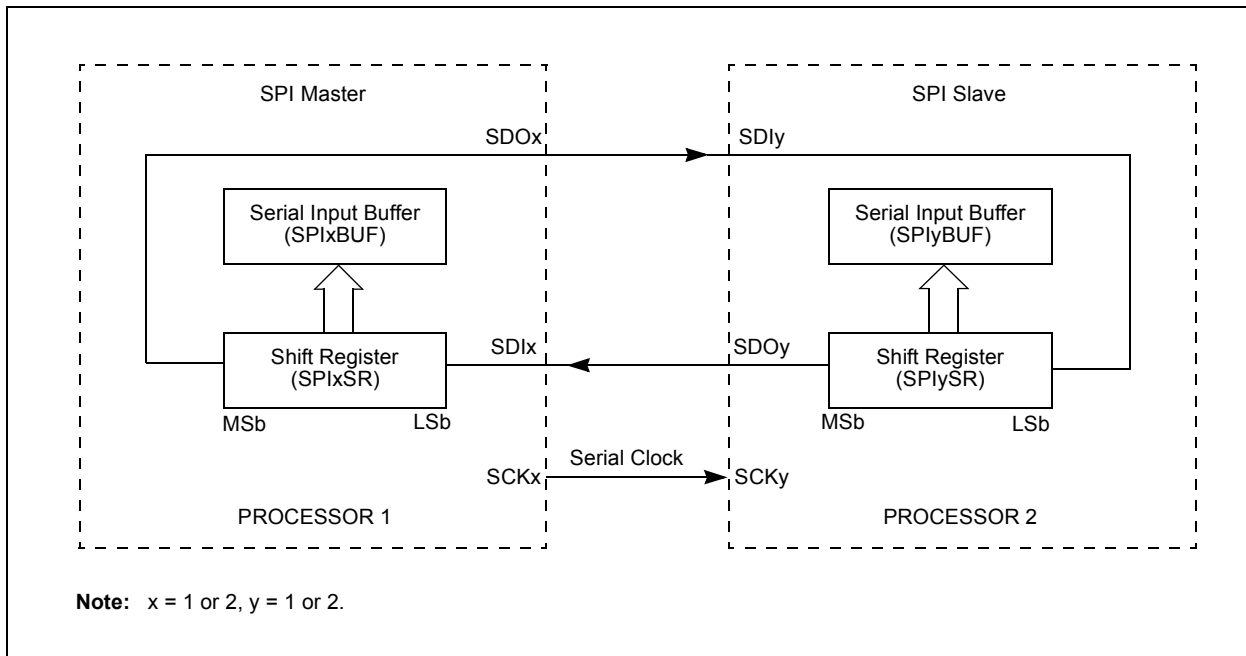 SPI Master
SPI Slave
SDOx
SDIy
Serial Input Buffer
(SPIxBUF)
Serial Input Buffer
(SPIyBUF)
SDIx
SDOy
Shift Register
(SPIxSR)
Shift Register
(SPIySR)
MSb
LSb
MSb
LSb
Serial Clock
SCKx
SCKy
PROCESSOR 1
PROCESSOR 2
Note: x = 1 or 2, y = 1 or 2.